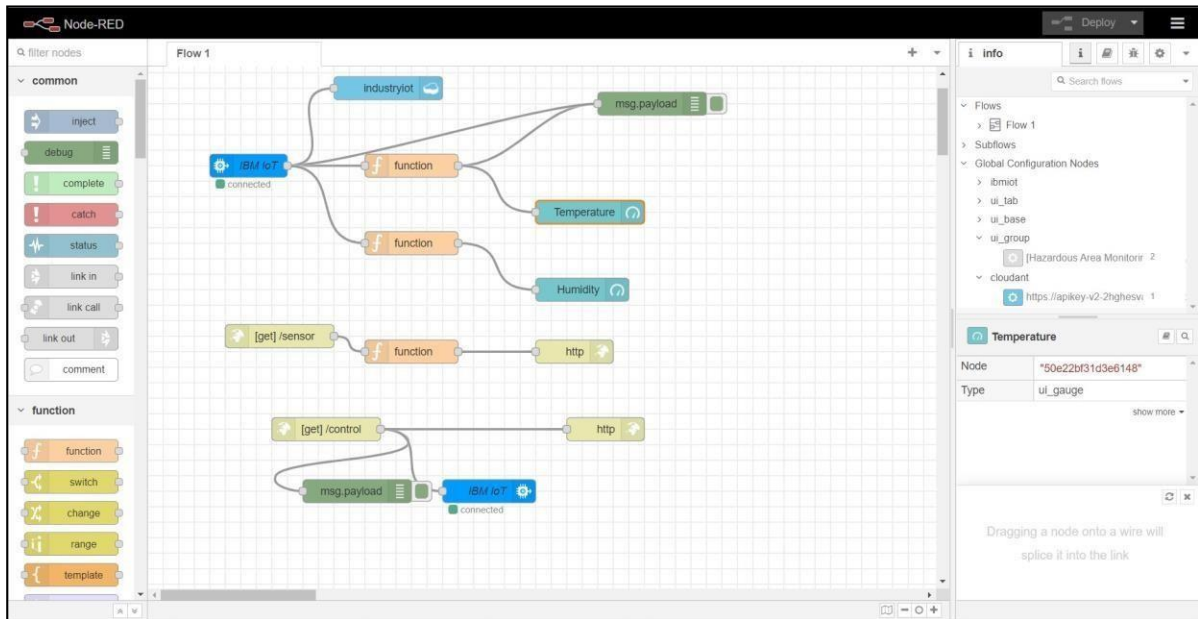 Node-RED
Deploy
filter nodes
Flow 1
i info
i
Search flows
common
inject
debug
complete
catch
status
link in
link call
link out
comment
function
function
switch
change
range
template
industryiot
msg.payload
IBM IoT
connected
function
Temperature
function
Humidity
[get] /sensor
function
http
[get] /control
http
msg.payload
IBM IoT
connected
Flows
Flow 1
Subflows
Global Configuration Nodes
ibmiot
ui_tab
ui_base
ui_group
[Hazardous Area Monitorir 2
cloudant
https://apikey-v2-2hghesv 1
Temperature
Node "50e22bf31d3e6148"
Type ui_gauge
show more
Dragging a node onto a wire will
splice it into the link